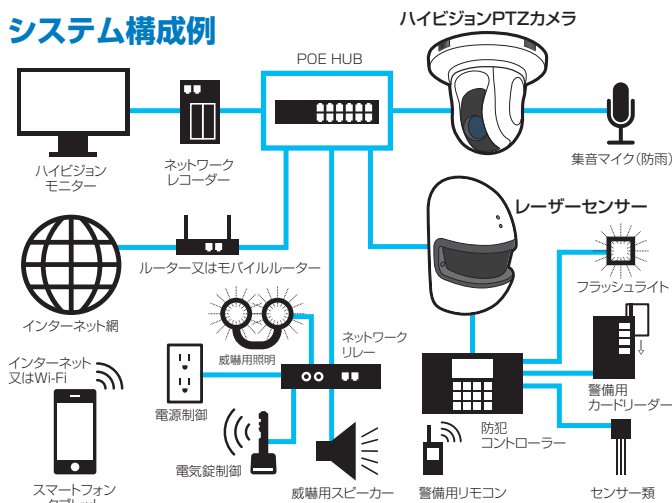 システム構成例
ハイビジョンPTZカメラ
POE HUB
ハイビジョン
モニター
ネットワーク
レコーダー
集音マイク(防雨)
レーザーセンサー
ルーター又はモバイルルーター
フラッシュライト
インターネット網
威嚇用照明
ネットワーク
リレー
インターネット
又はWi-Fi
電源制御
防犯
コントローラー
警備用
カードリーダー
電気錠制御
スマートフォン
タブレット
威嚇用スピーカー
警備用リモコン
センサー類